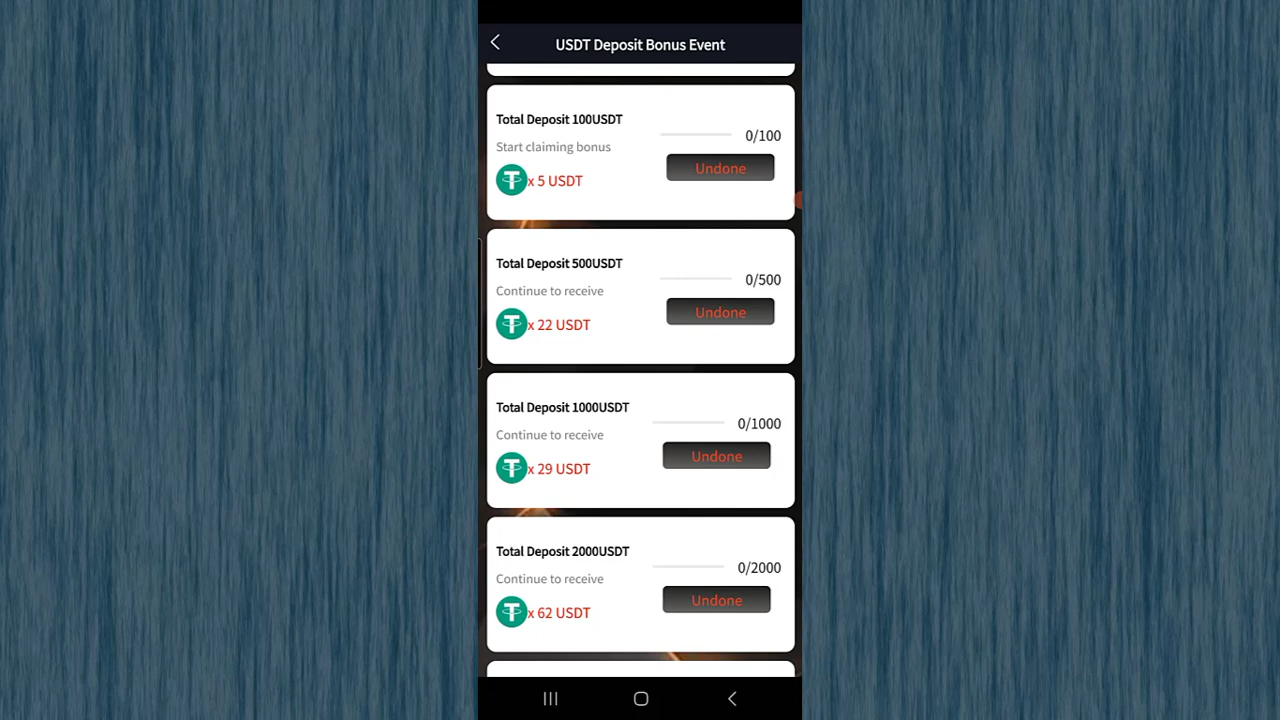 USDT Deposit Bonus Event
Total Deposit 100USDT
0/100
Start claiming bonus
Undone
x 5 USDT
Total Deposit 500USDT
0/500
Continue to receive
Undone
x 22 USDT
Total Deposit 1000USDT
0/1000
Continue to receive
Undone
x 29 USDT
Total Deposit 2000USDT
0/2000
Continue to receive
Undone
x 62 USDT